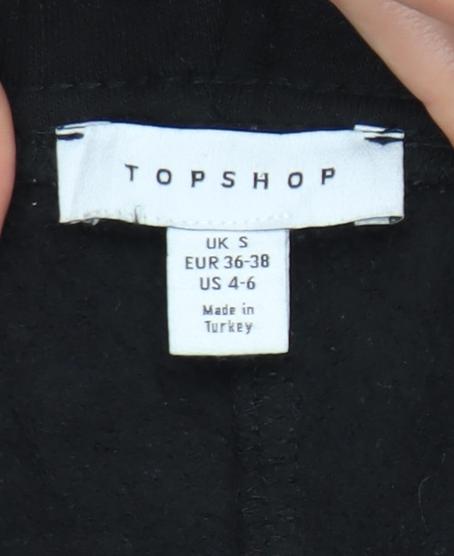 TOPSHOP
UK S
EUR 36-38
US 4-6
Made in
Turkey